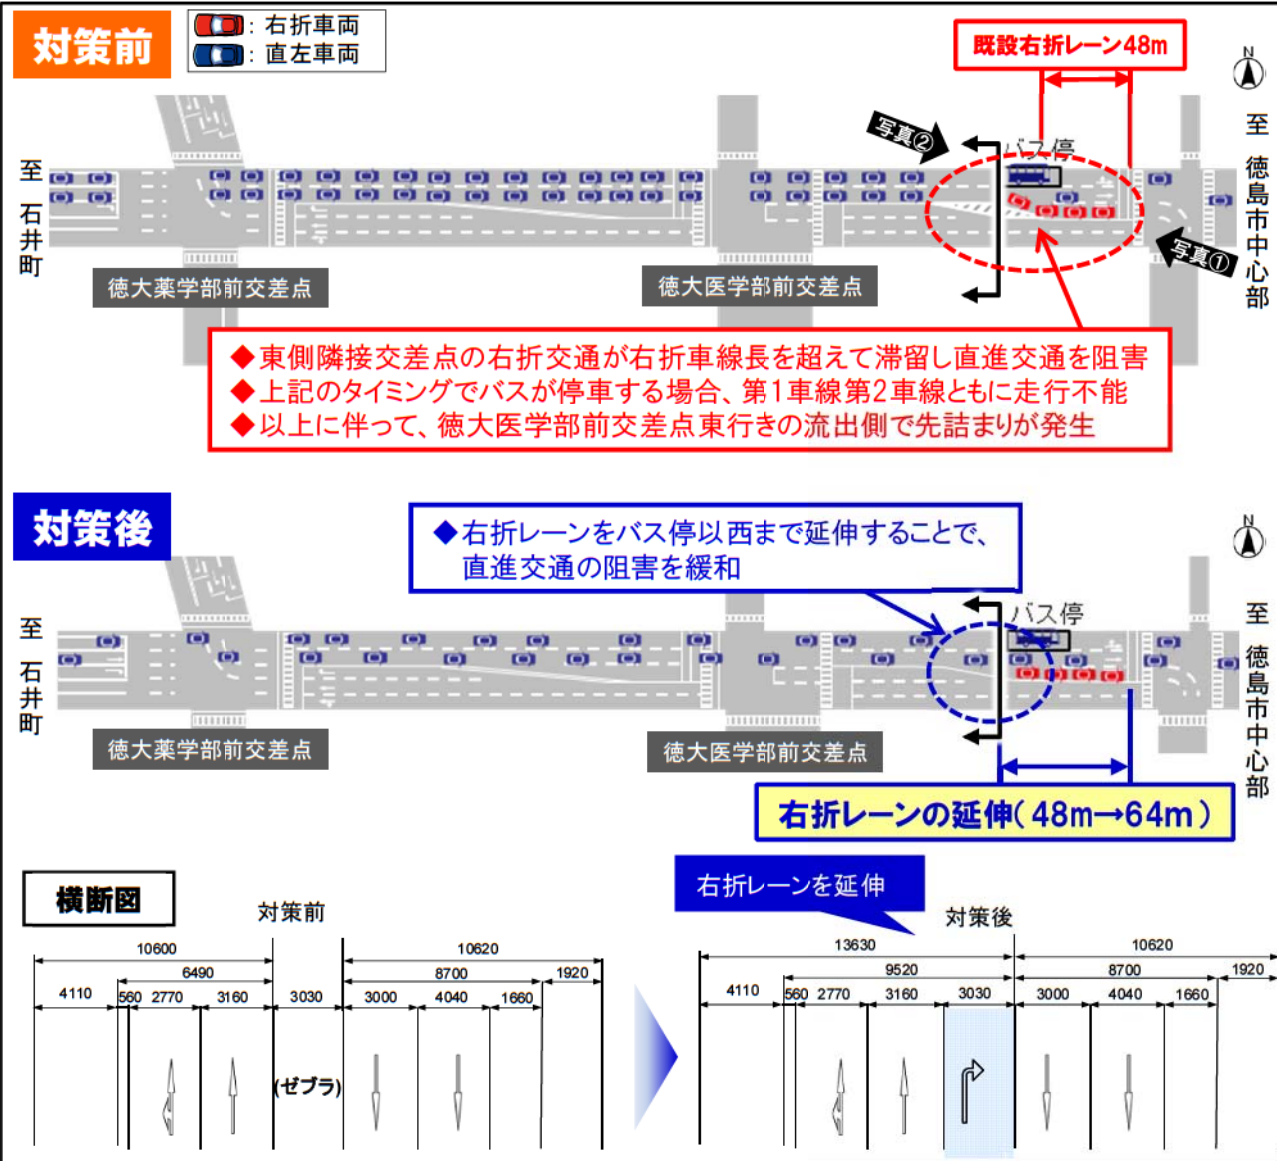 対策前
：右折車両
：直左車両
既設右折レーン48m
N
写真②
バス停
至 石井町
至 徳島市中心部
写真①
徳大薬学部前交差点
徳大医学部前交差点
◆東側隣接交差点の右折交通が右折車線長を超えて滞留し直進交通を阻害
◆上記のタイミングでバスが停車する場合、第1車線第2車線ともに走行不能
◆以上に伴って、徳大医学部前交差点東行きの流出側で先詰まりが発生
対策後
◆右折レーンをバス停以西まで延伸することで、
直進交通の阻害を緩和
N
バス停
至 石井町
至 徳島市中心部
徳大薬学部前交差点
徳大医学部前交差点
右折レーンの延伸(48m→64m)
横断図
対策前
10600
10620
6490
8700
1920
4110
560
2770
3160
3030
3000
4040
1660
(ゼブラ)
右折レーンを延伸
対策後
13630
10620
9520
8700
1920
4110
560
2770
3160
3030
3000
4040
1660